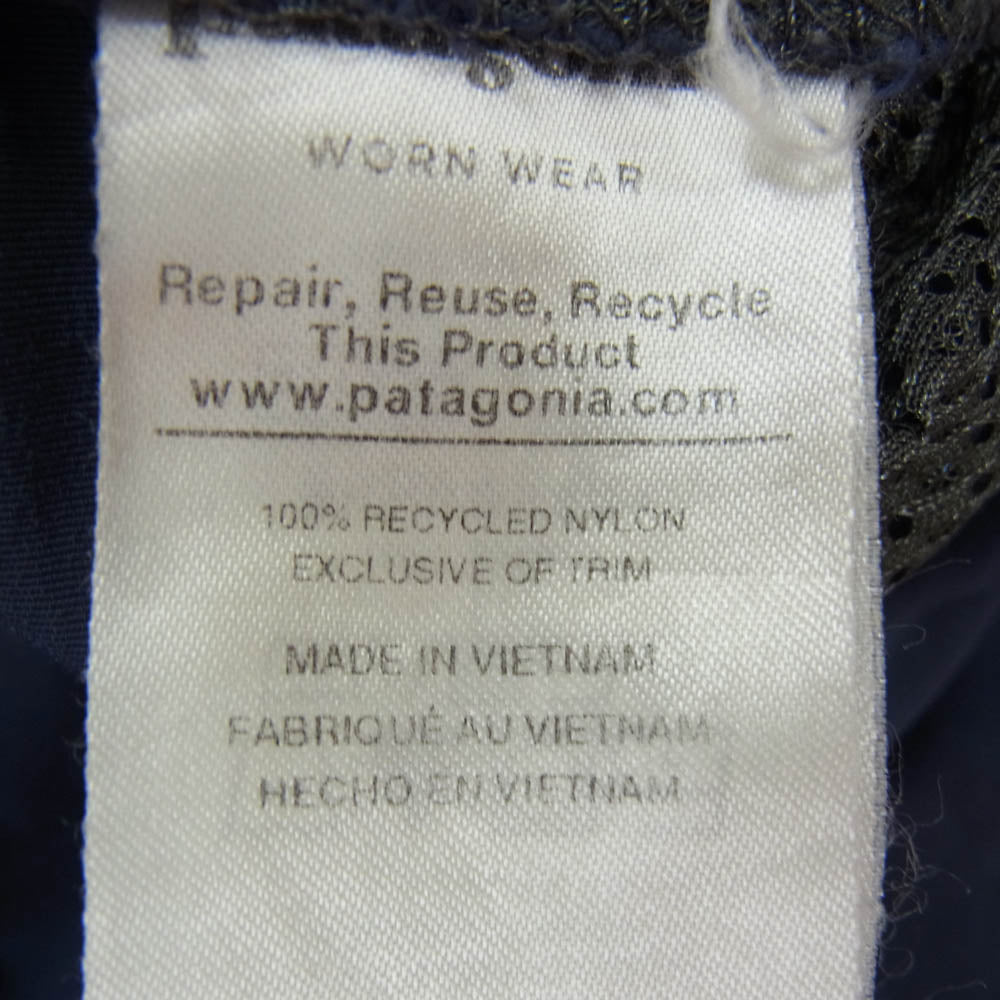 WORN WEAR
Repair, Reuse, Recycle
This Product
www.patagonia.com
100% RECYCLED NYLON
EXCLUSIVE OF TRIM
MADE IN VIETNAM
FABRIQUÉ AU VIETNAM
HECHO EN VIETNAM